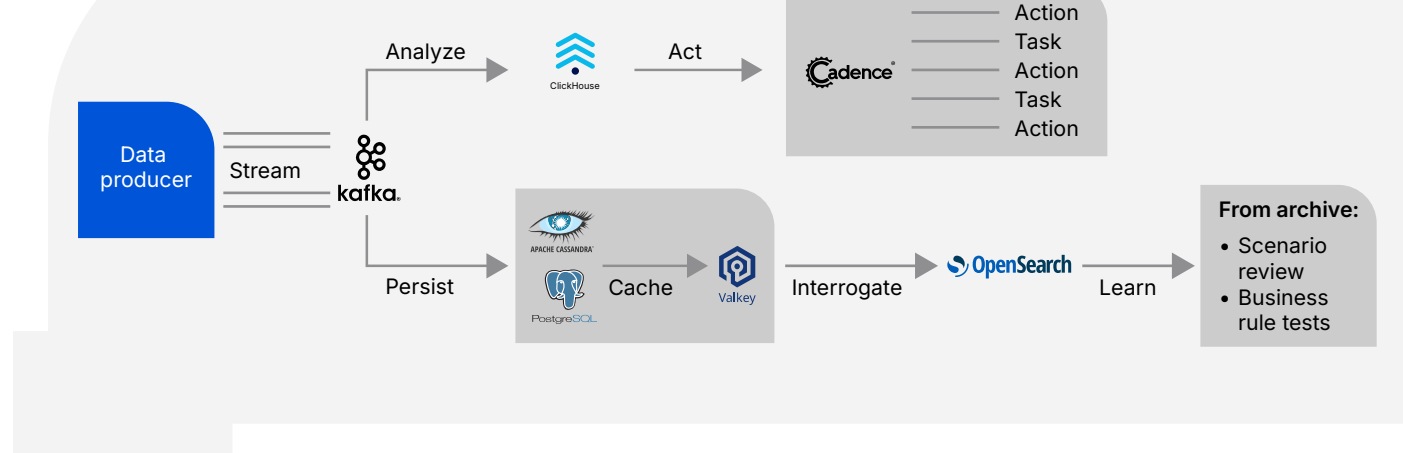 Action
Task
Action
Task
Action
Analyze
ClickHouse
Act
Cadence
Data
producer
Stream
kafka
Persist
APACHE CASSANDRA
PostgreSQL
Cache
Valkey
Interrogate
OpenSearch
Learn
From archive:
• Scenario
review
• Business
rule tests